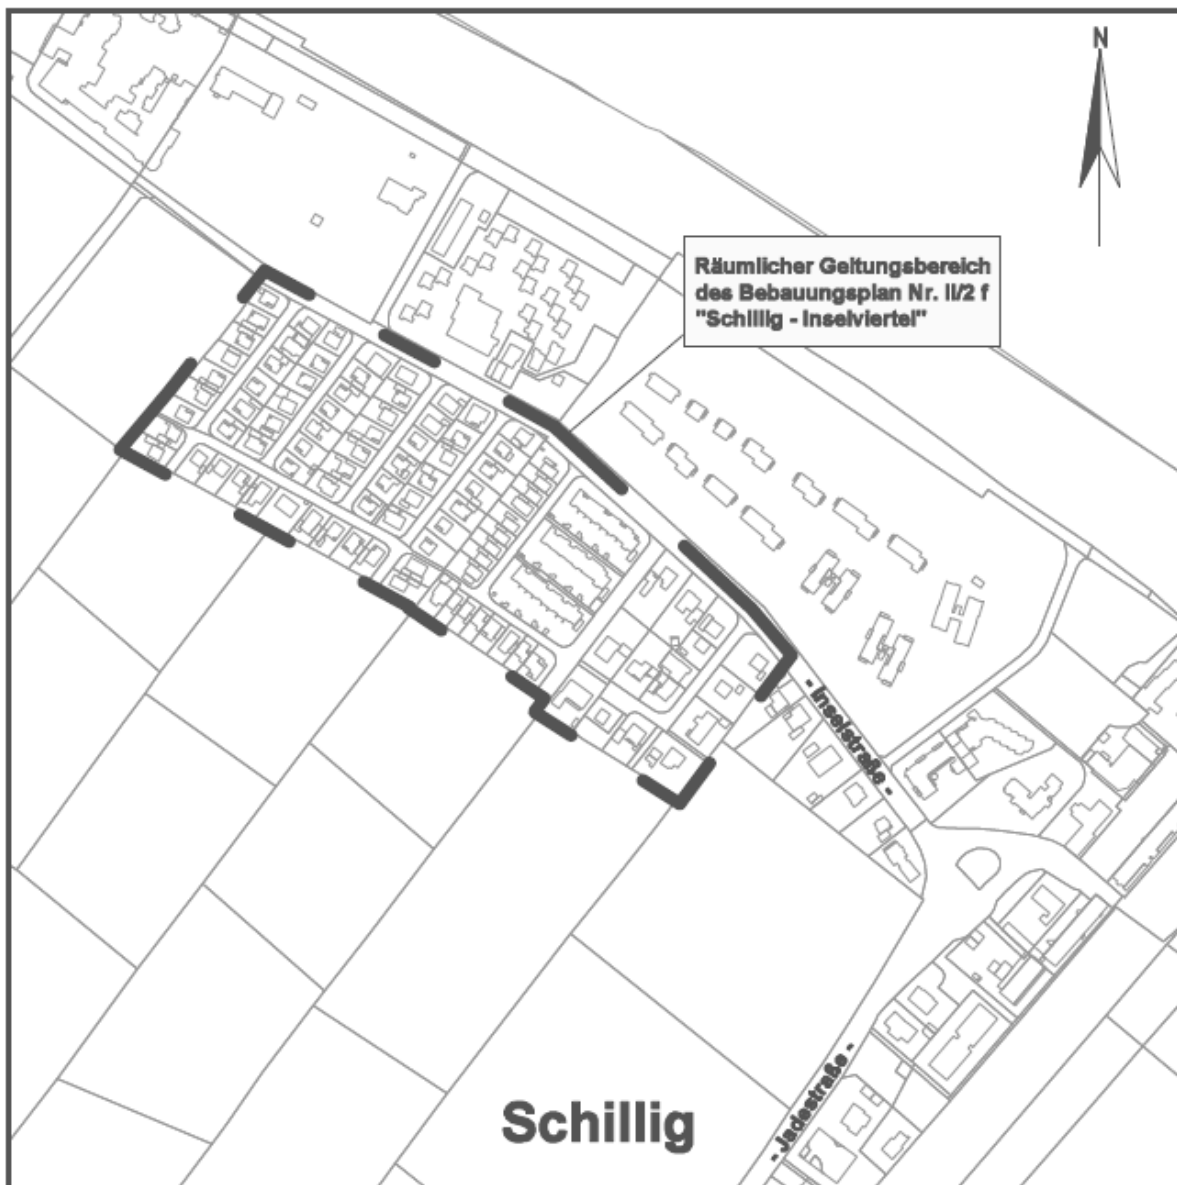 N
Räumlicher Geltungsbereich
des Bebauungsplan Nr. II/2 f
"Schillig - Inselviertel"
- Inselstraße -
- Jadestraße -
Schillig